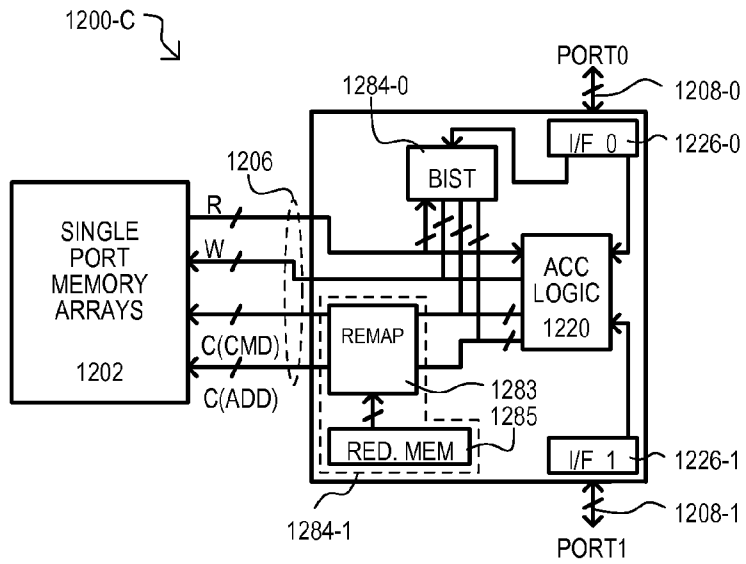 1200-C
PORT0
1208-0
1284-0
I/F 0
1226-0
1206
BIST
R
SINGLE
PORT
MEMORY
ARRAYS
W
ACC
LOGIC
1220
REMAP
C(CMD)
1202
1283
C(ADD)
1285
RED. MEM
I/F 1
1226-1
1284-1
1208-1
PORT1